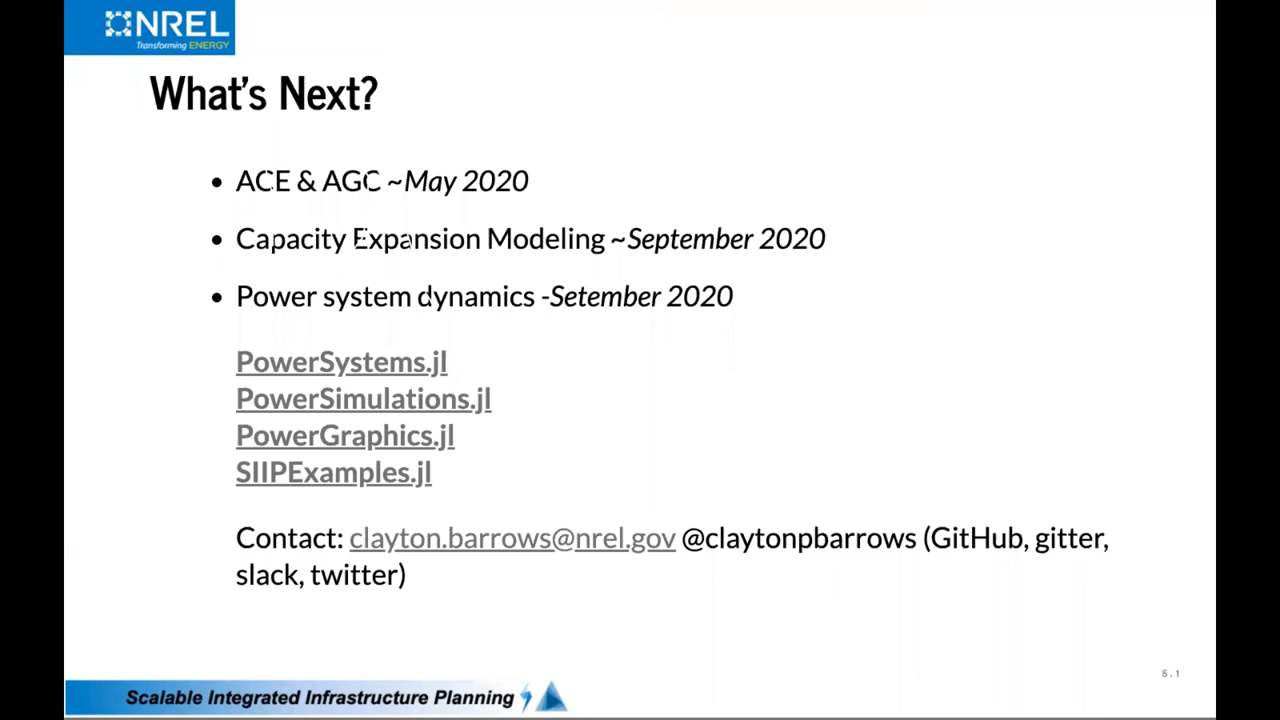 NREL
Transforming ENERGY
What's Next?
• ACE & AGC ~May 2020
• Capacity Expansion Modeling ~September 2020
• Power system dynamics -Setember 2020
PowerSystems.jl
PowerSimulations.jl
PowerGraphics.jl
SIIPExamples.jl
Contact: clayton.barrows@nrel.gov @claytonpbarrows (GitHub, gitter,
slack, twitter)
5.1
Scalable Integrated Infrastructure Planning